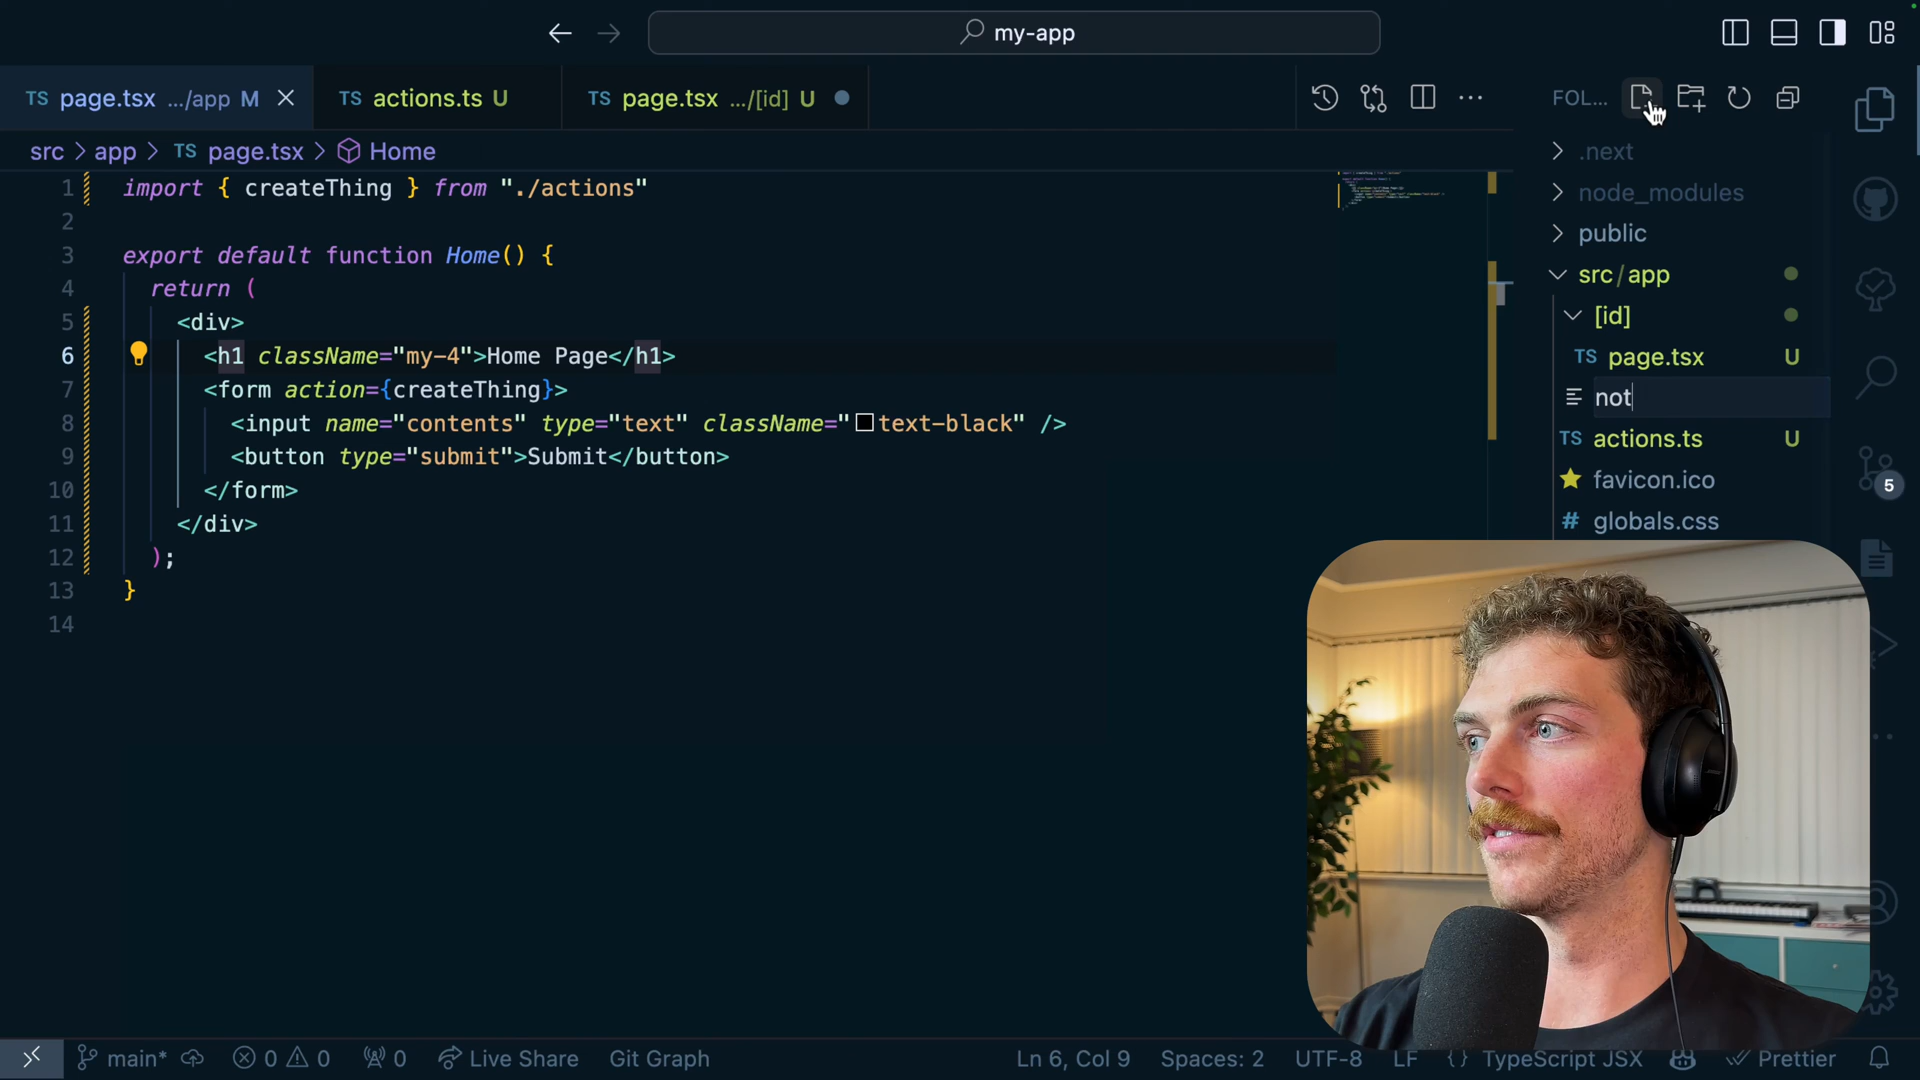 my-app
TS page.tsx .../app M
TS actions.ts U
TS page.tsx .../[id] U
FOL...
src > app > TS page.tsx > Home
1 import { createThing } from "./actions"
2
3 export default function Home() {
4 return (
5 <div>
6 <h1 className="my-4">Home Page</h1>
7 <form action={createThing}>
8 <input name="contents" type="text" className="text-black" />
9 <button type="submit">Submit</button>
10 </form>
11 </div>
12 );
13 }
14
.next
node_modules
public
src/app
[id]
TS page.tsx U
not
TS actions.ts U
favicon.ico
# globals.css
5
main* 0 0 0 Live Share Git Graph Ln 6, Col 9 Spaces: 2 UTF-8 LF {} TypeScript JSX Prettier